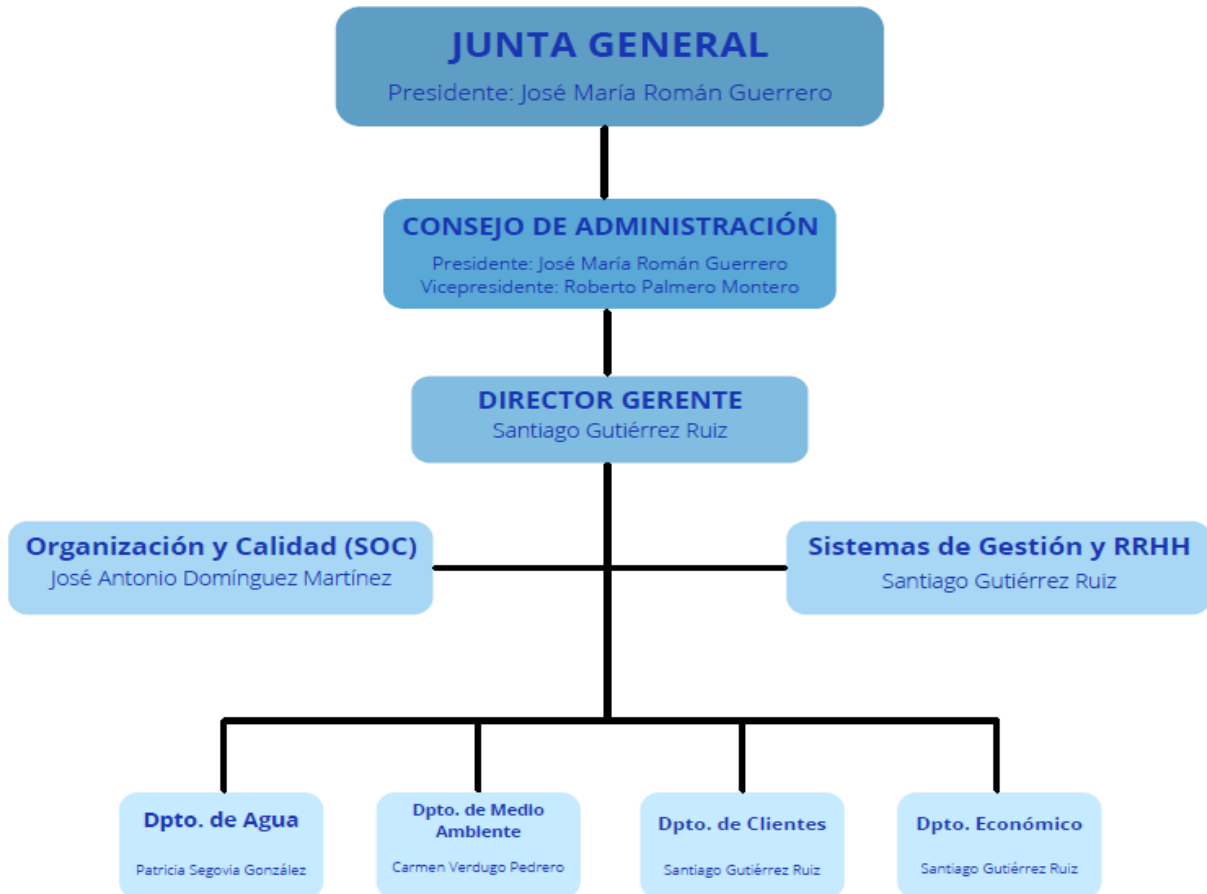 JUNTA GENERAL
Presidente: José María Román Guerrero
CONSEJO DE ADMINISTRACIÓN
Presidente: José María Román Guerrero
Vicepresidente: Roberto Palmero Montero
DIRECTOR GERENTE
Santiago Gutiérrez Ruiz
Organización y Calidad (SOC)
José Antonio Domínguez Martínez
Sistemas de Gestión y RRHH
Santiago Gutiérrez Ruiz
Dpto. de Agua
Patricia Segovia González
Dpto. de Medio
Ambiente
Carmen Verdugo Pedrero
Dpto. de Clientes
Santiago Gutiérrez Ruiz
Dpto. Económico
Santiago Gutiérrez Ruiz